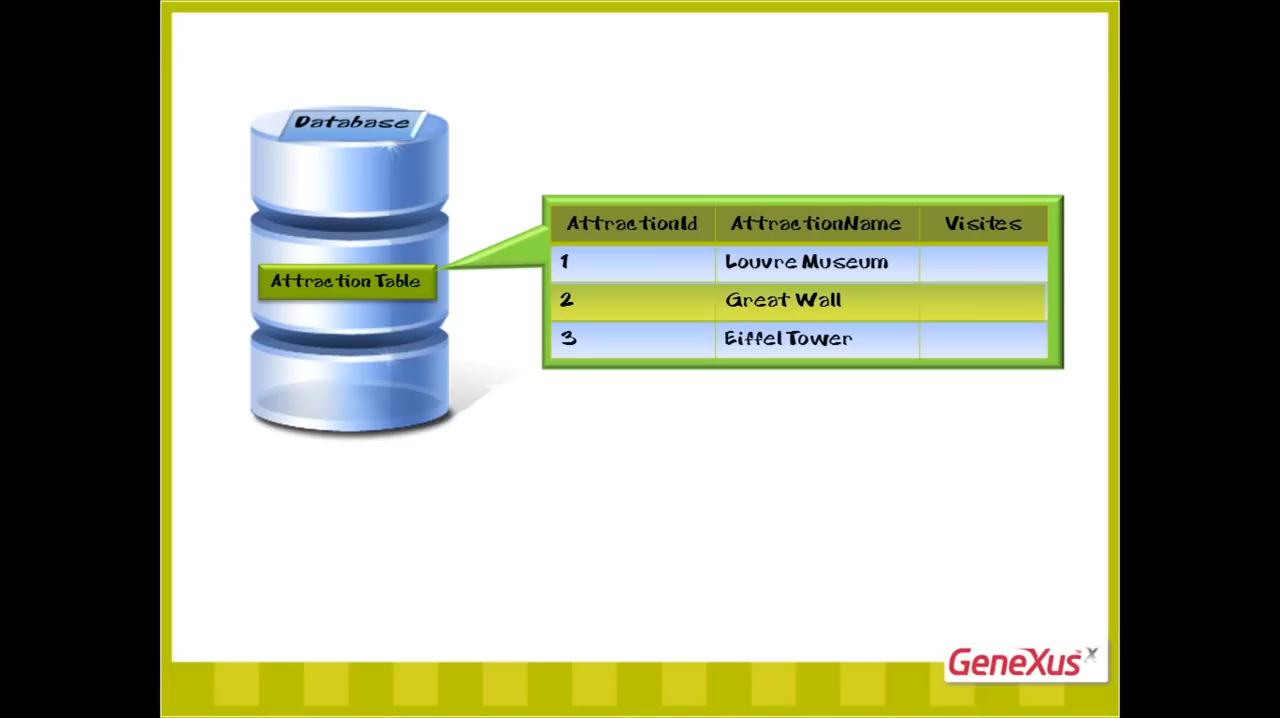 Database
Attraction Table
AttractionId AttractionName Visites
1 Louvre Museum
2 Great Wall
3 Eiffel Tower
GeneXus X